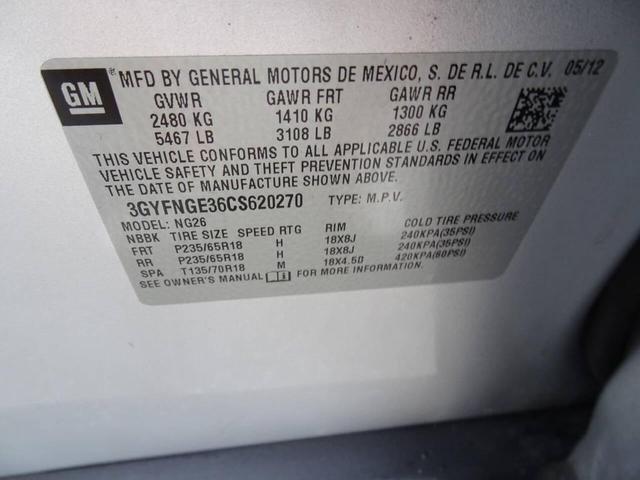 GM
MFD BY GENERAL MOTORS DE MEXICO, S. DE R.L. DE C.V. 05/12
GVWR GAWR FRT GAWR RR
2480 KG 1410 KG 1300 KG
5467 LB 3108 LB 2866 LB
THIS VEHICLE CONFORMS TO ALL APPLICABLE U.S. FEDERAL MOTOR
VEHICLE SAFETY AND THEFT PREVENTION STANDARDS IN EFFECT ON
THE DATE OF MANUFACTURE SHOWN ABOVE.
3GYFNGE36CS620270 TYPE: M.P.V.
MODEL: NG26
NBBK TIRE SIZE SPEED RTG RIM COLD TIRE PRESSURE
FRT P235/65R18 H 18X8J 240KPA(35PSI)
RR P235/65R18 H 18X8J 240KPA(35PSI)
SPA T135/70R18 M 18X4.5D 420KPA(60PSI)
SEE OWNER'S MANUAL FOR MORE INFORMATION.